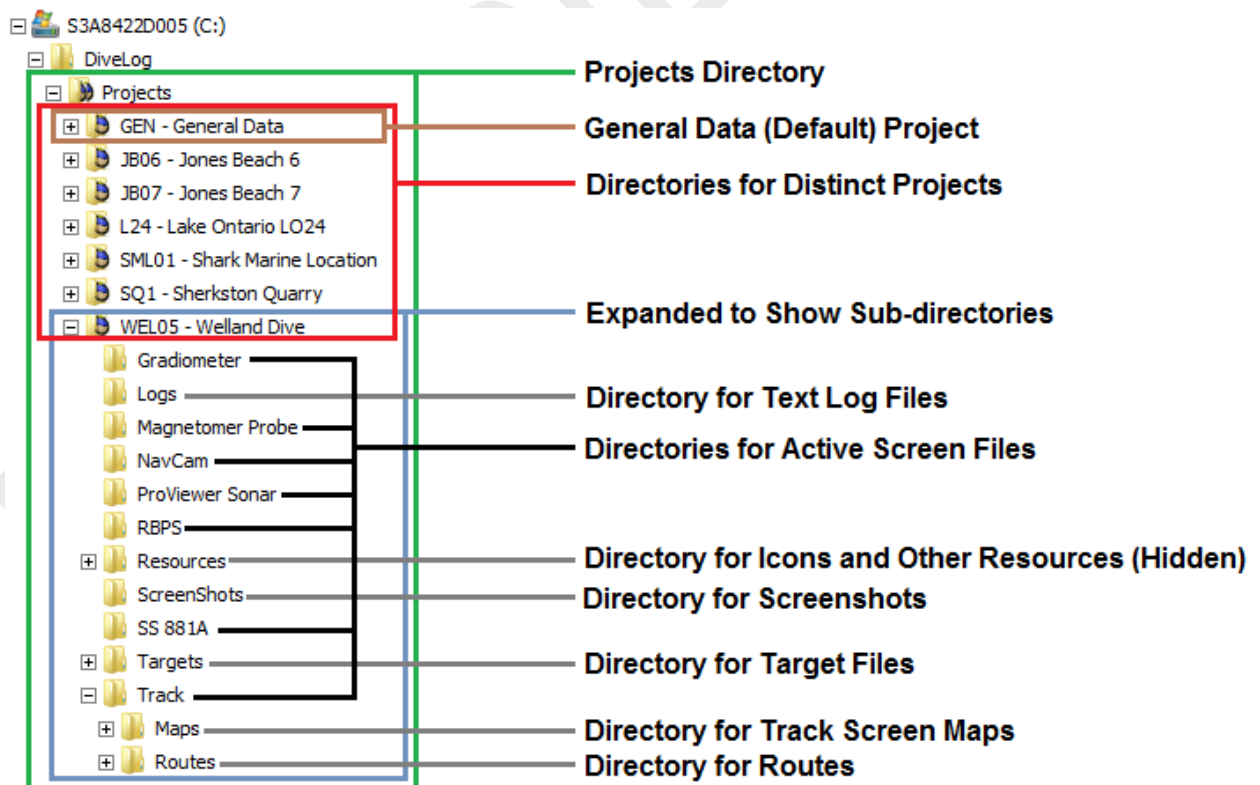 S3A8422D005 (C:)
DiveLog
Projects Directory
Projects
GEN - General Data
General Data (Default) Project
JB06 - Jones Beach 6
JB07 - Jones Beach 7
Directories for Distinct Projects
L24 - Lake Ontario LO24
SML01 - Shark Marine Location
SQ1 - Sherkston Quarry
Expanded to Show Sub-directories
WEL05 - Welland Dive
Gradiometer
Logs
Directory for Text Log Files
Magnetomer Probe
Directories for Active Screen Files
NavCam
ProViewer Sonar
RBPS
Resources
Directory for Icons and Other Resources (Hidden)
ScreenShots
Directory for Screenshots
SS 881A
Targets
Directory for Target Files
Track
Maps
Directory for Track Screen Maps
Routes
Directory for Routes